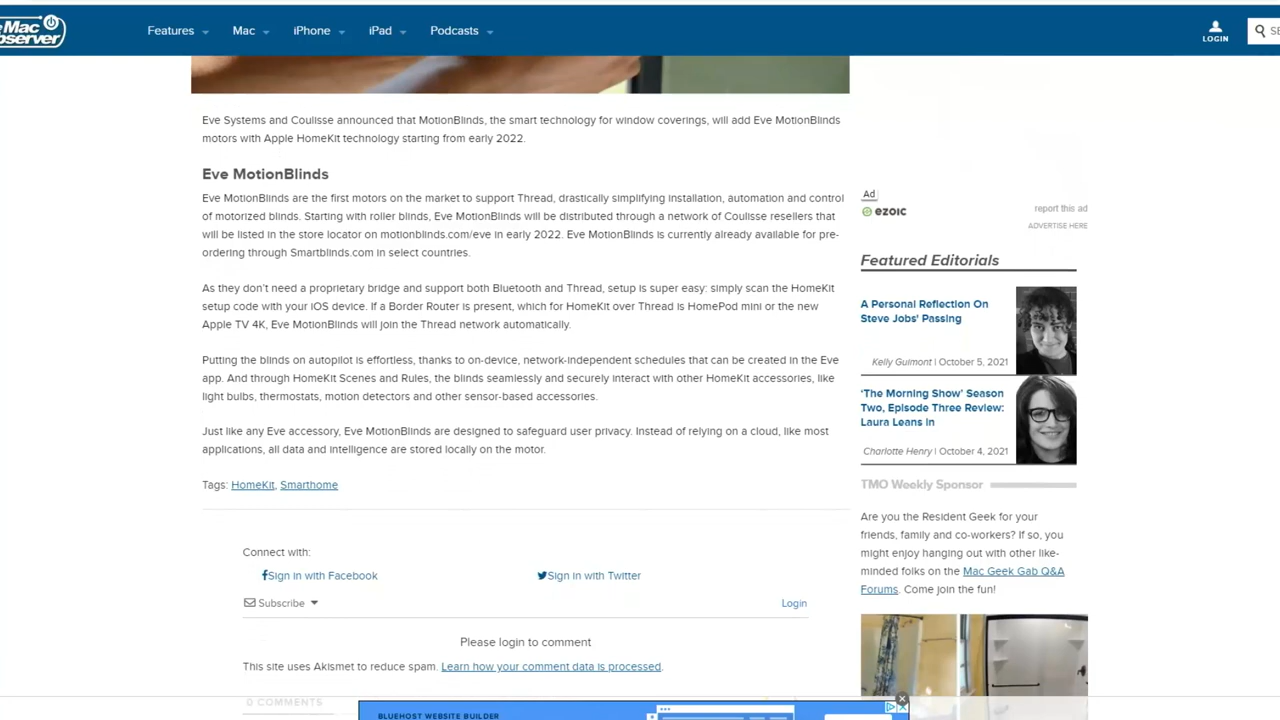 Mac
Observer
Features
Mac
iPhone
iPad
Podcasts
LOGIN
SE
Eve Systems and Coulisse announced that MotionBlinds, the smart technology for window coverings, will add Eve MotionBlinds
motors with Apple HomeKit technology starting from early 2022.
Eve MotionBlinds
Eve MotionBlinds are the first motors on the market to support Thread, drastically simplifying installation, automation and control
of motorized blinds. Starting with roller blinds, Eve MotionBlinds will be distributed through a network of Coulisse resellers that
will be listed in the store locator on motionblinds.com/eve in early 2022. Eve MotionBlinds is currently already available for pre-
ordering through Smartblinds.com in select countries.
As they don't need a proprietary bridge and support both Bluetooth and Thread, setup is super easy: simply scan the HomeKit
setup code with your iOS device. If a Border Router is present, which for HomeKit over Thread is HomePod mini or the new
Apple TV 4K, Eve MotionBlinds will join the Thread network automatically.
Putting the blinds on autopilot is effortless, thanks to on-device, network-independent schedules that can be created in the Eve
app. And through HomeKit Scenes and Rules, the blinds seamlessly and securely interact with other HomeKit accessories, like
light bulbs, thermostats, motion detectors and other sensor-based accessories.
Just like any Eve accessory, Eve MotionBlinds are designed to safeguard user privacy. Instead of relying on a cloud, like most
applications, all data and intelligence are stored locally on the motor.
Tags: HomeKit, Smarthome
Connect with:
Sign in with Facebook
Sign in with Twitter
Subscribe
Login
Please login to comment
This site uses Akismet to reduce spam. Learn how your comment data is processed.
0 COMMENTS
Ad
ezoic
report this ad
ADVERTISE HERE
Featured Editorials
A Personal Reflection On
Steve Jobs' Passing
Kelly Guimont | October 5, 2021
‘The Morning Show’ Season
Two, Episode Three Review:
Laura Leans in
Charlotte Henry | October 4, 2021
TMO Weekly Sponsor
Are you the Resident Geek for your
friends, family and co-workers? If so, you
might enjoy hanging out with other like-
minded folks on the Mac Geek Gab Q&A
Forums. Come join the fun!
BLUEHOST WEBSITE BUILDER